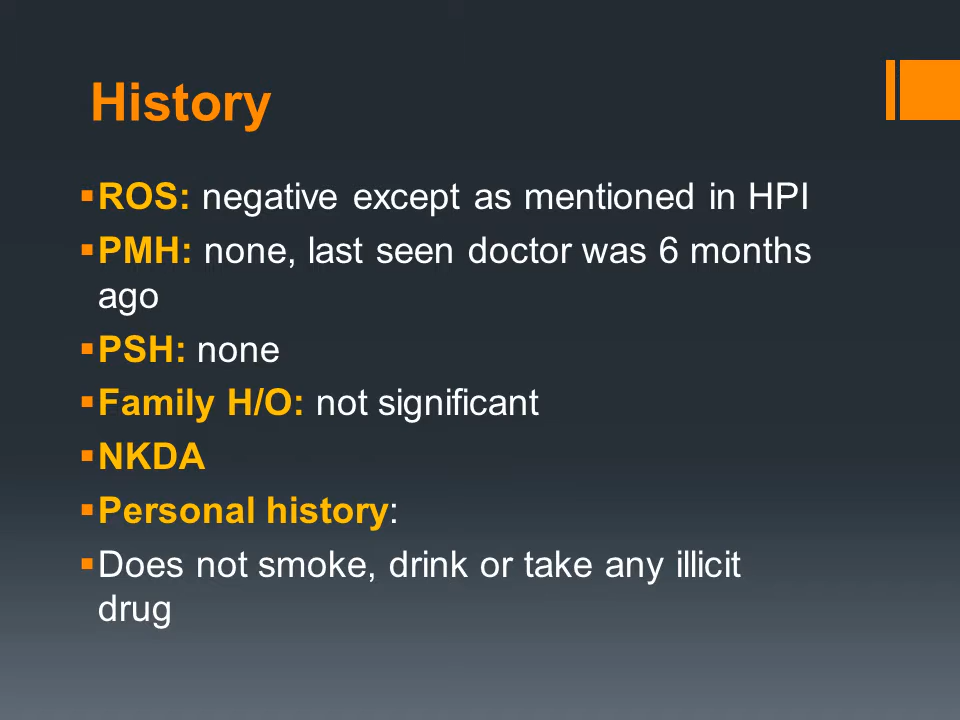 History
▪ROS: negative except as mentioned in HPI
▪PMH: none, last seen doctor was 6 months
ago
▪PSH: none
▪Family H/O: not significant
▪NKDA
▪Personal history:
▪Does not smoke, drink or take any illicit
drug